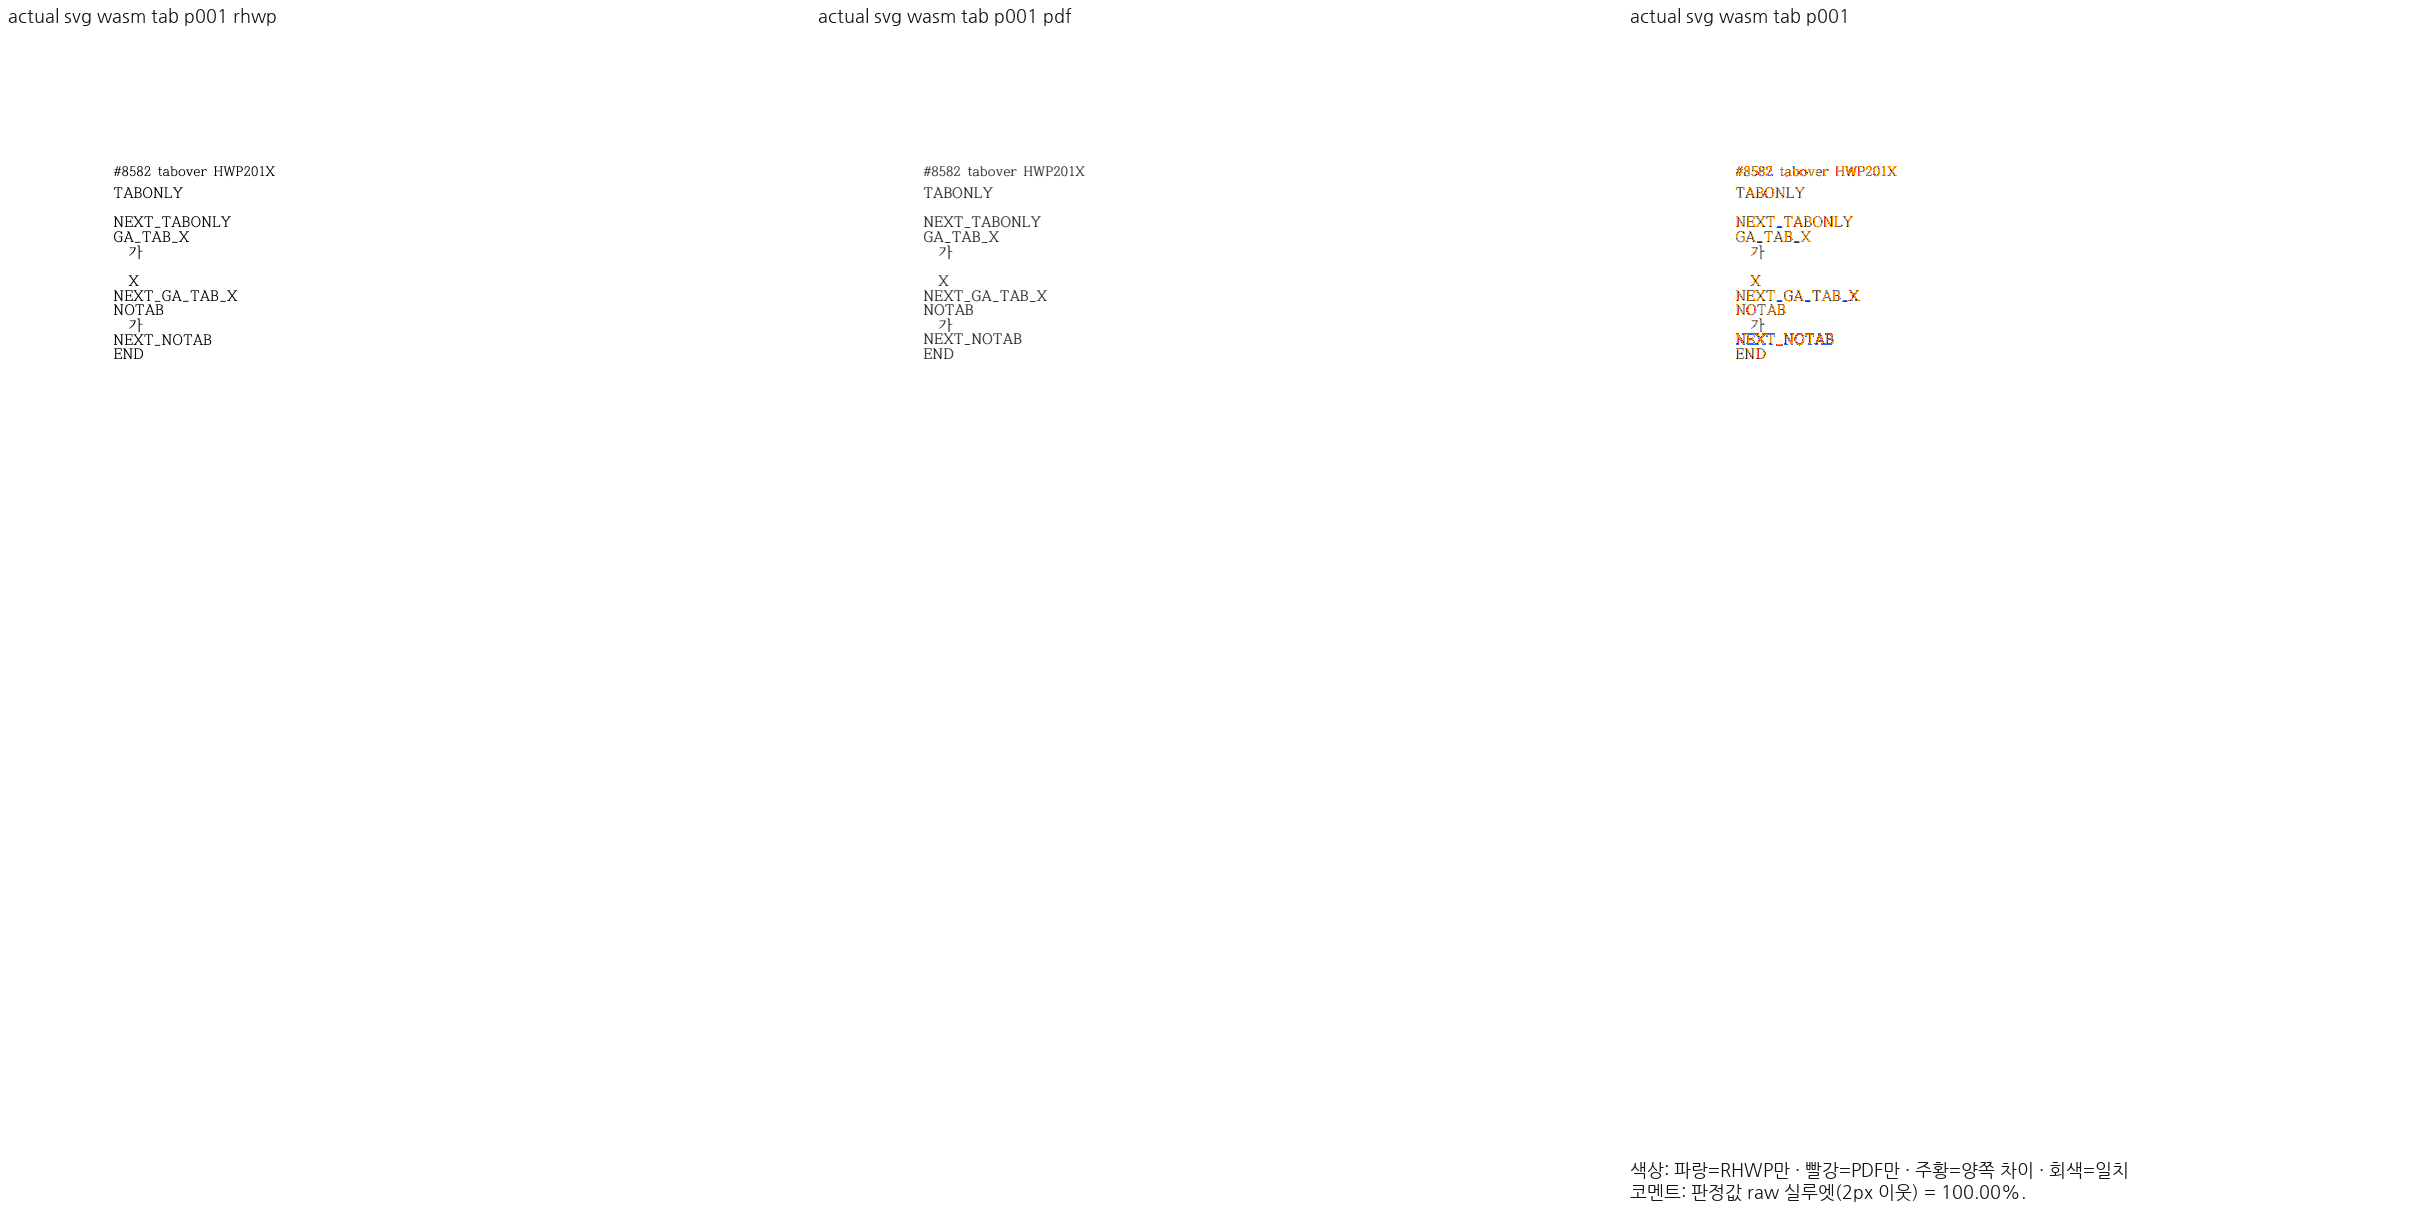 actual svg wasm tab p001 rhwp
#8582 tabover HWP201X
TABONLY
NEXT_TABONLY
GA_TAB_X
가
X
NEXT_GA_TAB_X
NOTAB
가
NEXT_NOTAB
END
actual svg wasm tab p001 pdf
#8582 tabover HWP201X
TABONLY
NEXT_TABONLY
GA_TAB_X
가
X
NEXT_GA_TAB_X
NOTAB
가
NEXT_NOTAB
END
actual svg wasm tab p001
#8582 tabover HWP201X
TABONLY
NEXT_TABONLY
GA_TAB_X
가
X
NEXT_GA_TAB_X
NOTAB
가
NEXT_NOTAB
END
색상: 파랑=RHWP만 · 빨강=PDF만 · 주황=양쪽 차이 · 회색=일치
코멘트: 판정값 raw 실루엣(2px 이웃) = 100.00%.